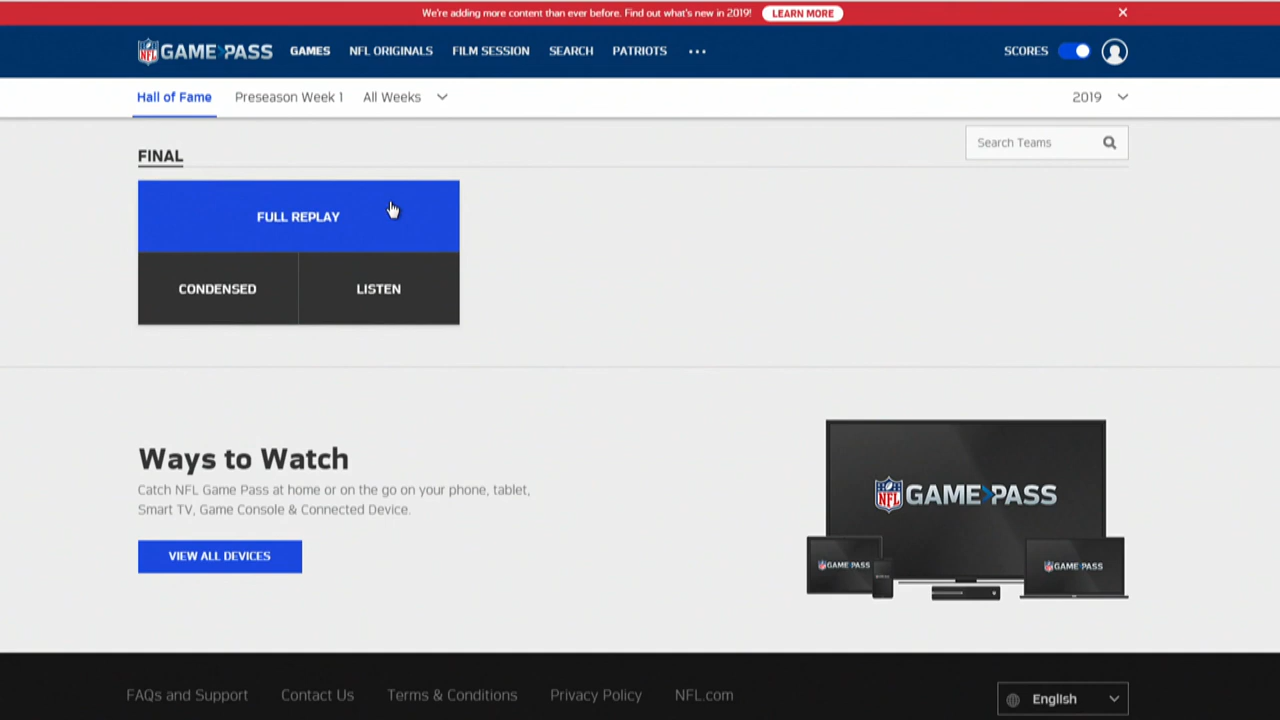 We're adding more content than ever before. Find out what's new in 2019! LEARN MORE
NFL GAME PASS GAMES NFL ORIGINALS FILM SESSION SEARCH PATRIOTS ••• SCORES
Hall of Fame Preseason Week 1 All Weeks 2019
Search Teams
FINAL
FULL REPLAY
CONDENSED LISTEN
Ways to Watch
Catch NFL Game Pass at home or on the go on your phone, tablet,
Smart TV, Game Console & Connected Device.
VIEW ALL DEVICES
NFL GAME PASS
GAME PASS
GAME PASS
FAQs and Support Contact Us Terms & Conditions Privacy Policy NFL.com English